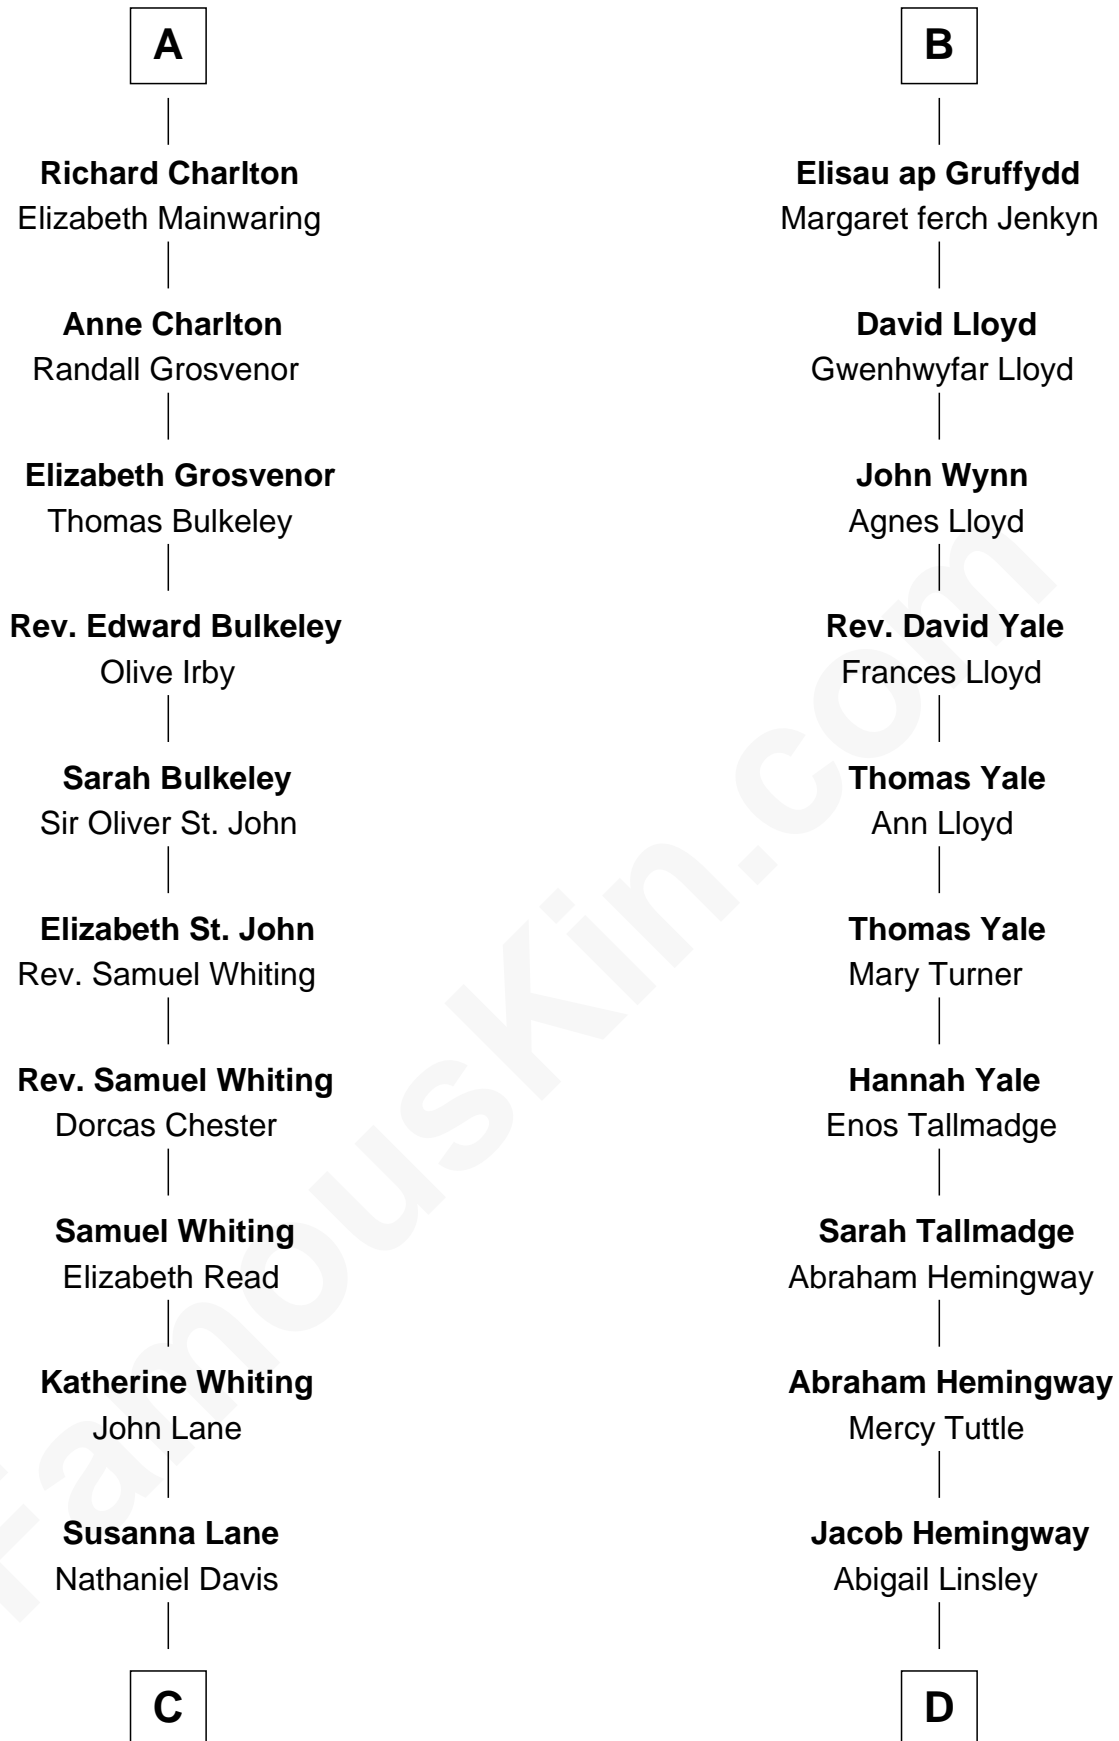 A
Richard Charlton
Elizabeth Mainwaring
Anne Charlton
Randall Grosvenor
Elizabeth Grosvenor
Thomas Bulkeley
Rev. Edward Bulkeley
Olive Irby
Sarah Bulkeley
Sir Oliver St. John
Elizabeth St. John
Rev. Samuel Whiting
Rev. Samuel Whiting
Dorcas Chester
Samuel Whiting
Elizabeth Read
Katherine Whiting
John Lane
Susanna Lane
Nathaniel Davis
C
B
Elisau ap Gruffydd
Margaret ferch Jenkyn
David Lloyd
Gwenhwyfar Lloyd
John Wynn
Agnes Lloyd
Rev. David Yale
Frances Lloyd
Thomas Yale
Ann Lloyd
Thomas Yale
Mary Turner
Hannah Yale
Enos Tallmadge
Sarah Tallmadge
Abraham Hemingway
Abraham Hemingway
Mercy Tuttle
Jacob Hemingway
Abigail Linsley
D
FamousKin.com